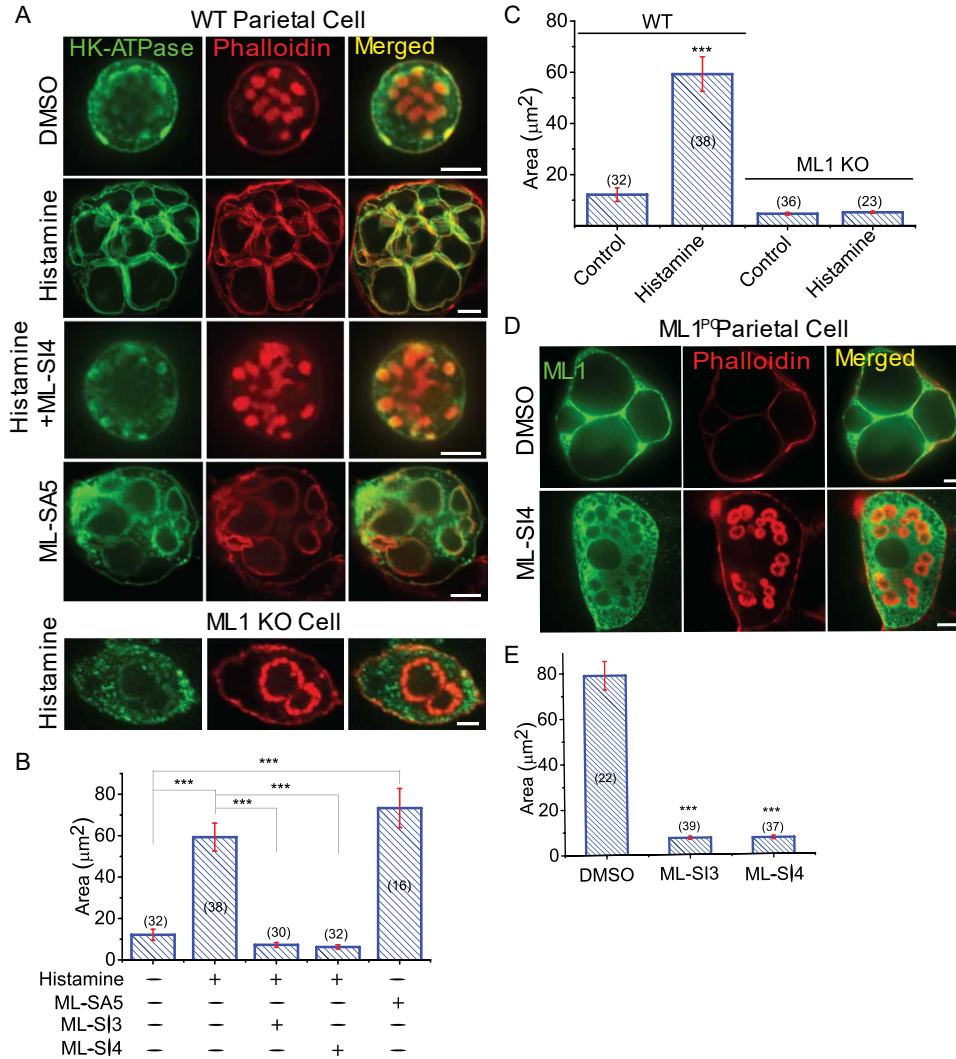 A
WT Parietal Cell
HK-ATPase Phalloidin Merged
DMSO
Histamine
Histamine
+ML-SI4
ML-SA5
ML1 KO Cell
Histamine
B
***
*** ***
***
Area (μm2)
80
60
40
20
0
(32) (38) (30) (32) (16)
Histamine – + + + –
ML-SA5 – – – – +
ML-SI3 – – + – –
ML-SI4 – – – + –
C
WT
***
ML1 KO
Area (μm2)
80
60
40
20
(32) (38) (36) (23)
Control Histamine Control Histamine
D
ML1PC Parietal Cell
ML1 Phalloidin Merged
DMSO
ML-SI4
E
Area (μm2)
80
60
40
20
0
*** ***
(22) (39) (37)
DMSO ML-SI3 ML-SI4